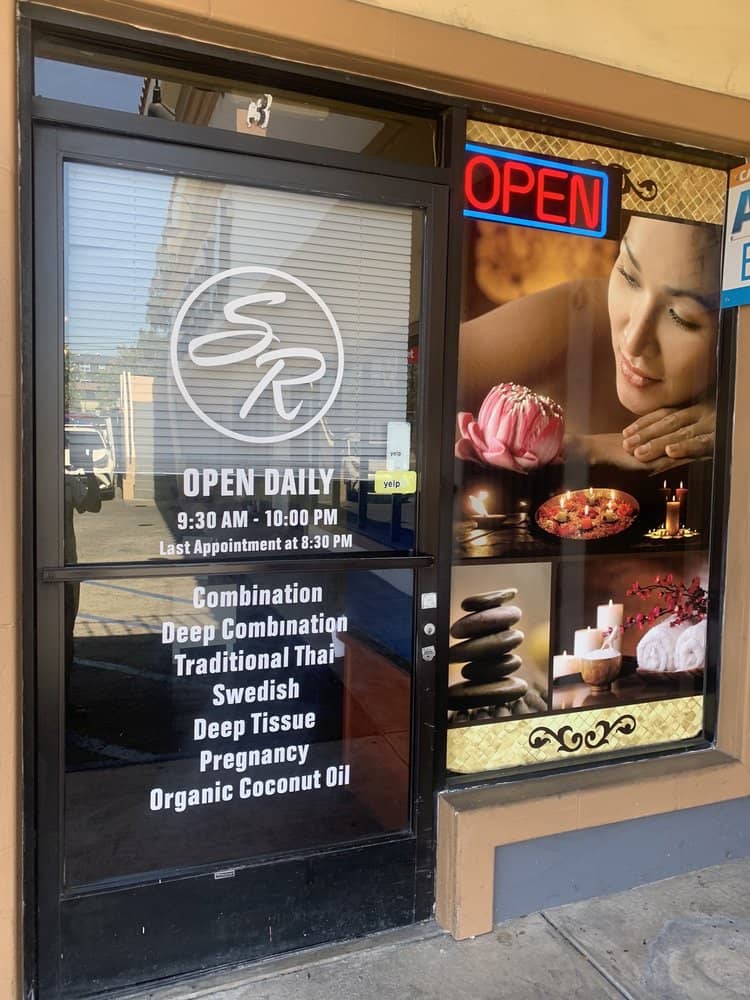 3
OPEN
SR
yelp
yelp
OPEN DAILY
9:30 AM - 10:00 PM
Last Appointment at 8:30 PM
Combination
Deep Combination
Traditional Thai
Swedish
Deep Tissue
Pregnancy
Organic Coconut Oil